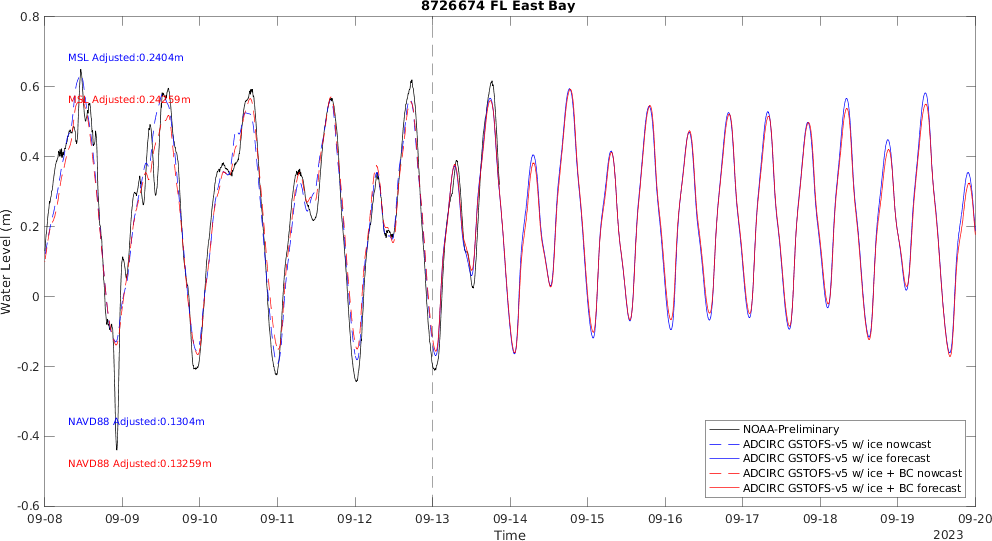 8726674 FL East Bay
0.8
0.6
0.4
0.2
0
-0.2
-0.4
-0.6
Water Level (m)
MSL Adjusted:0.2404m
MSL Adjusted:0.24259m
NAVD88 Adjusted:0.1304m
NAVD88 Adjusted:0.13259m
NOAA-Preliminary
ADCIRC GSTOFS-v5 w/ ice nowcast
ADCIRC GSTOFS-v5 w/ ice forecast
ADCIRC GSTOFS-v5 w/ ice + BC nowcast
ADCIRC GSTOFS-v5 w/ ice + BC forecast
09-08 09-09 09-10 09-11 09-12 09-13 09-14 09-15 09-16 09-17 09-18 09-19 09-20
Time
2023